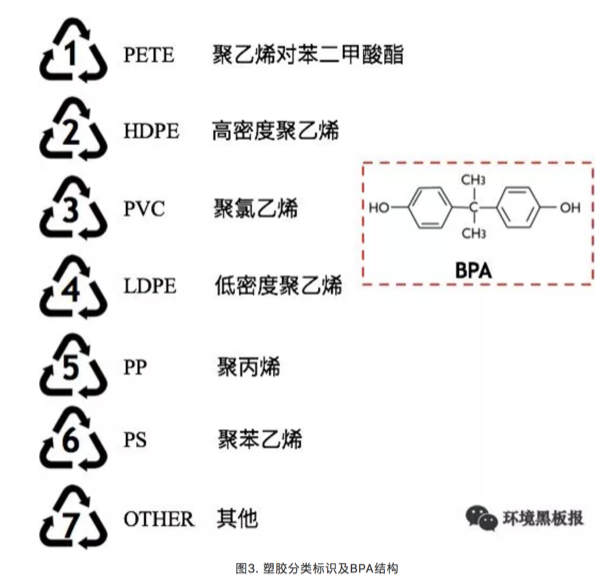 1 PETE 聚乙烯对苯二甲酸酯
2 HDPE 高密度聚乙烯
3 PVC 聚氯乙烯
4 LDPE 低密度聚乙烯
5 PP 聚丙烯
6 PS 聚苯乙烯
7 OTHER 其他
CH3
HO C OH
CH3
BPA
环境黑板报
图3. 塑胶分类标识及BPA结构